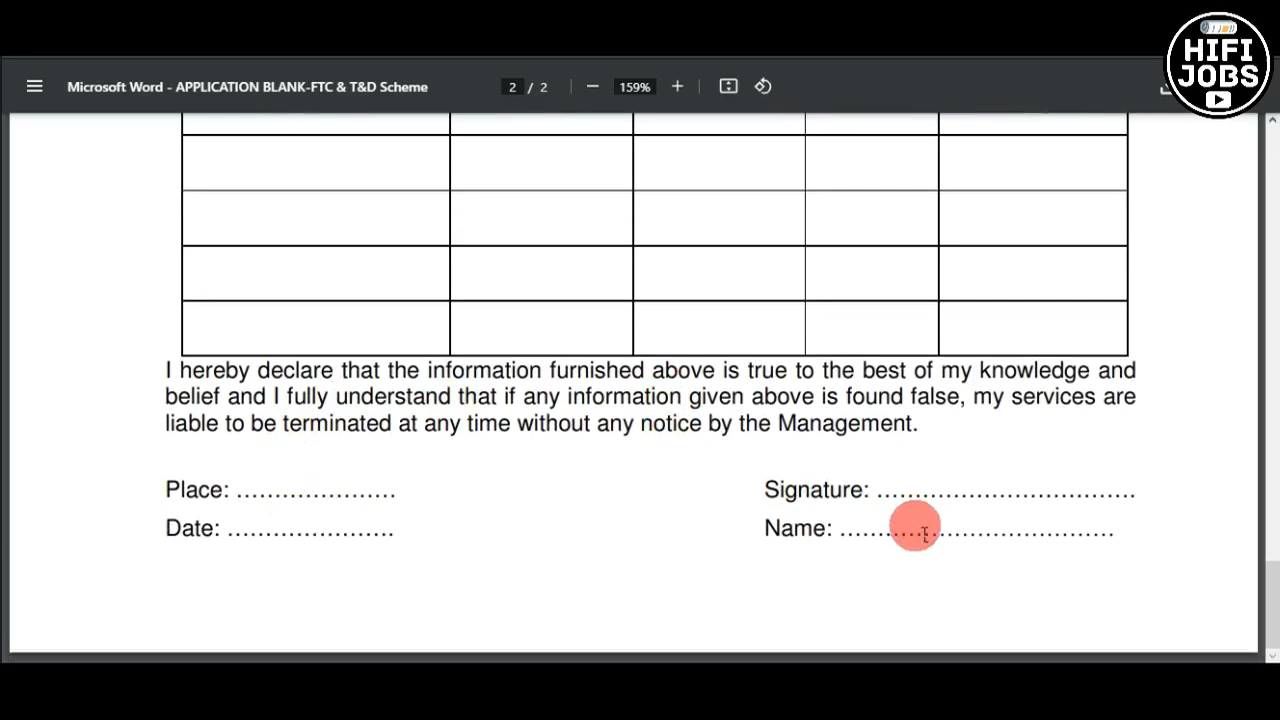 HIFI
JOBS
Microsoft Word - APPLICATION BLANK-FTC & T&D Scheme
2 / 2
159%
I hereby declare that the information furnished above is true to the best of my knowledge and
belief and I fully understand that if any information given above is found false, my services are
liable to be terminated at any time without any notice by the Management.
Place: ......................
Signature: ...................................
Date: ......................
Name: ....................................